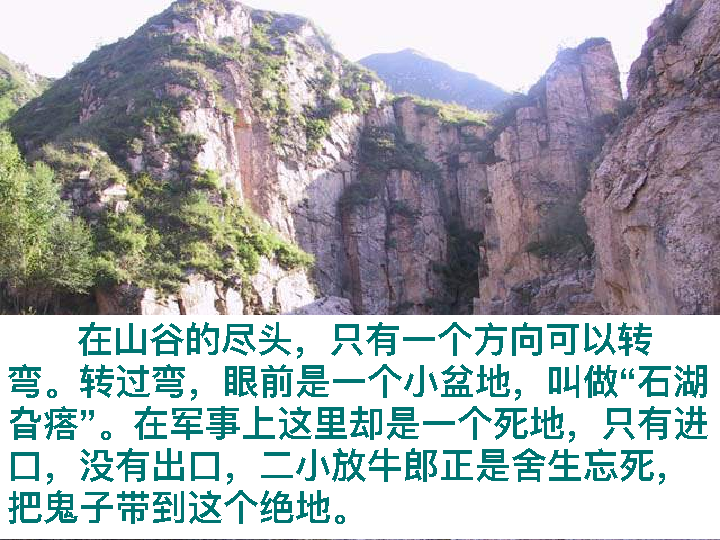 在山谷的尽头，只有一个方向可以转
弯。转过弯，眼前是一个小盆地，叫做“石湖
旮瘩”。在军事上这里却是一个死地，只有进
口，没有出口，二小放牛郎正是舍生忘死，
把鬼子带到这个绝地。